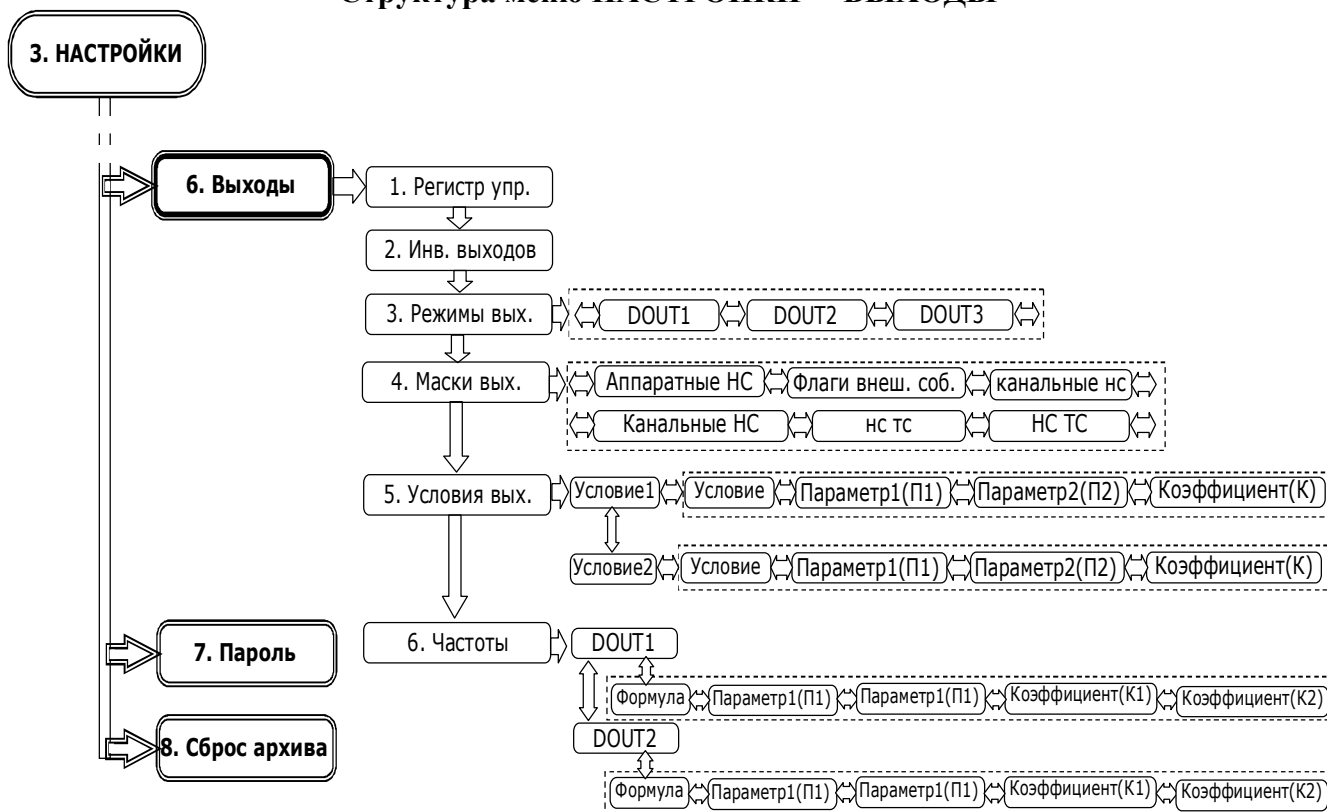 Структура меню НАСТРОЙКИ – ВЫХОДЫ
3. НАСТРОЙКИ
6. Выходы
1. Регистр упр.
2. Инв. выходов
3. Режимы вых.
DOUT1
DOUT2
DOUT3
4. Маски вых.
Аппаратные НС
Флаги внеш. соб.
канальные нс
Канальные НС
нс тс
НС ТС
5. Условия вых.
Условие1
Условие
Параметр1(П1)
Параметр2(П2)
Коэффициент(К)
Условие2
Условие
Параметр1(П1)
Параметр2(П2)
Коэффициент(К)
7. Пароль
6. Частоты
DOUT1
Формула
Параметр1(П1)
Параметр1(П1)
Коэффициент(К1)
Коэффициент(К2)
8. Сброс архива
DOUT2
Формула
Параметр1(П1)
Параметр1(П1)
Коэффициент(К1)
Коэффициент(К2)